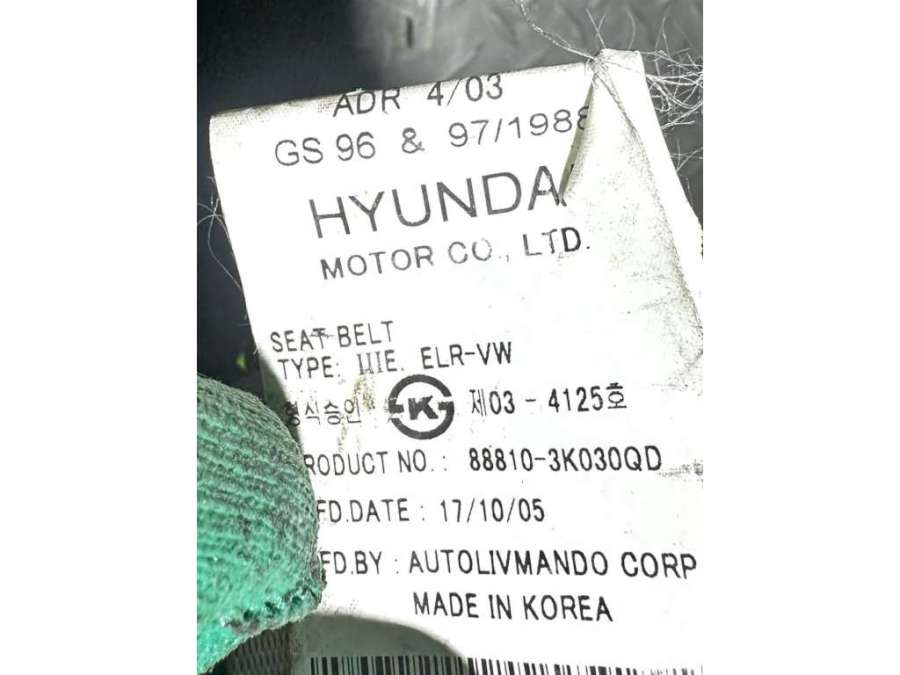 ADR 4/03
GS 96 & 97/1988
HYUNDA
MOTOR CO., LTD.
SEAT BELT
TYPE: IIIE. ELR-VW
형식승인 K 제03 - 4125호
RODUCT NO. : 88810-3K030QD
FD.DATE : 17/10/05
FD.BY : AUTOLIVMANDO CORP
MADE IN KOREA